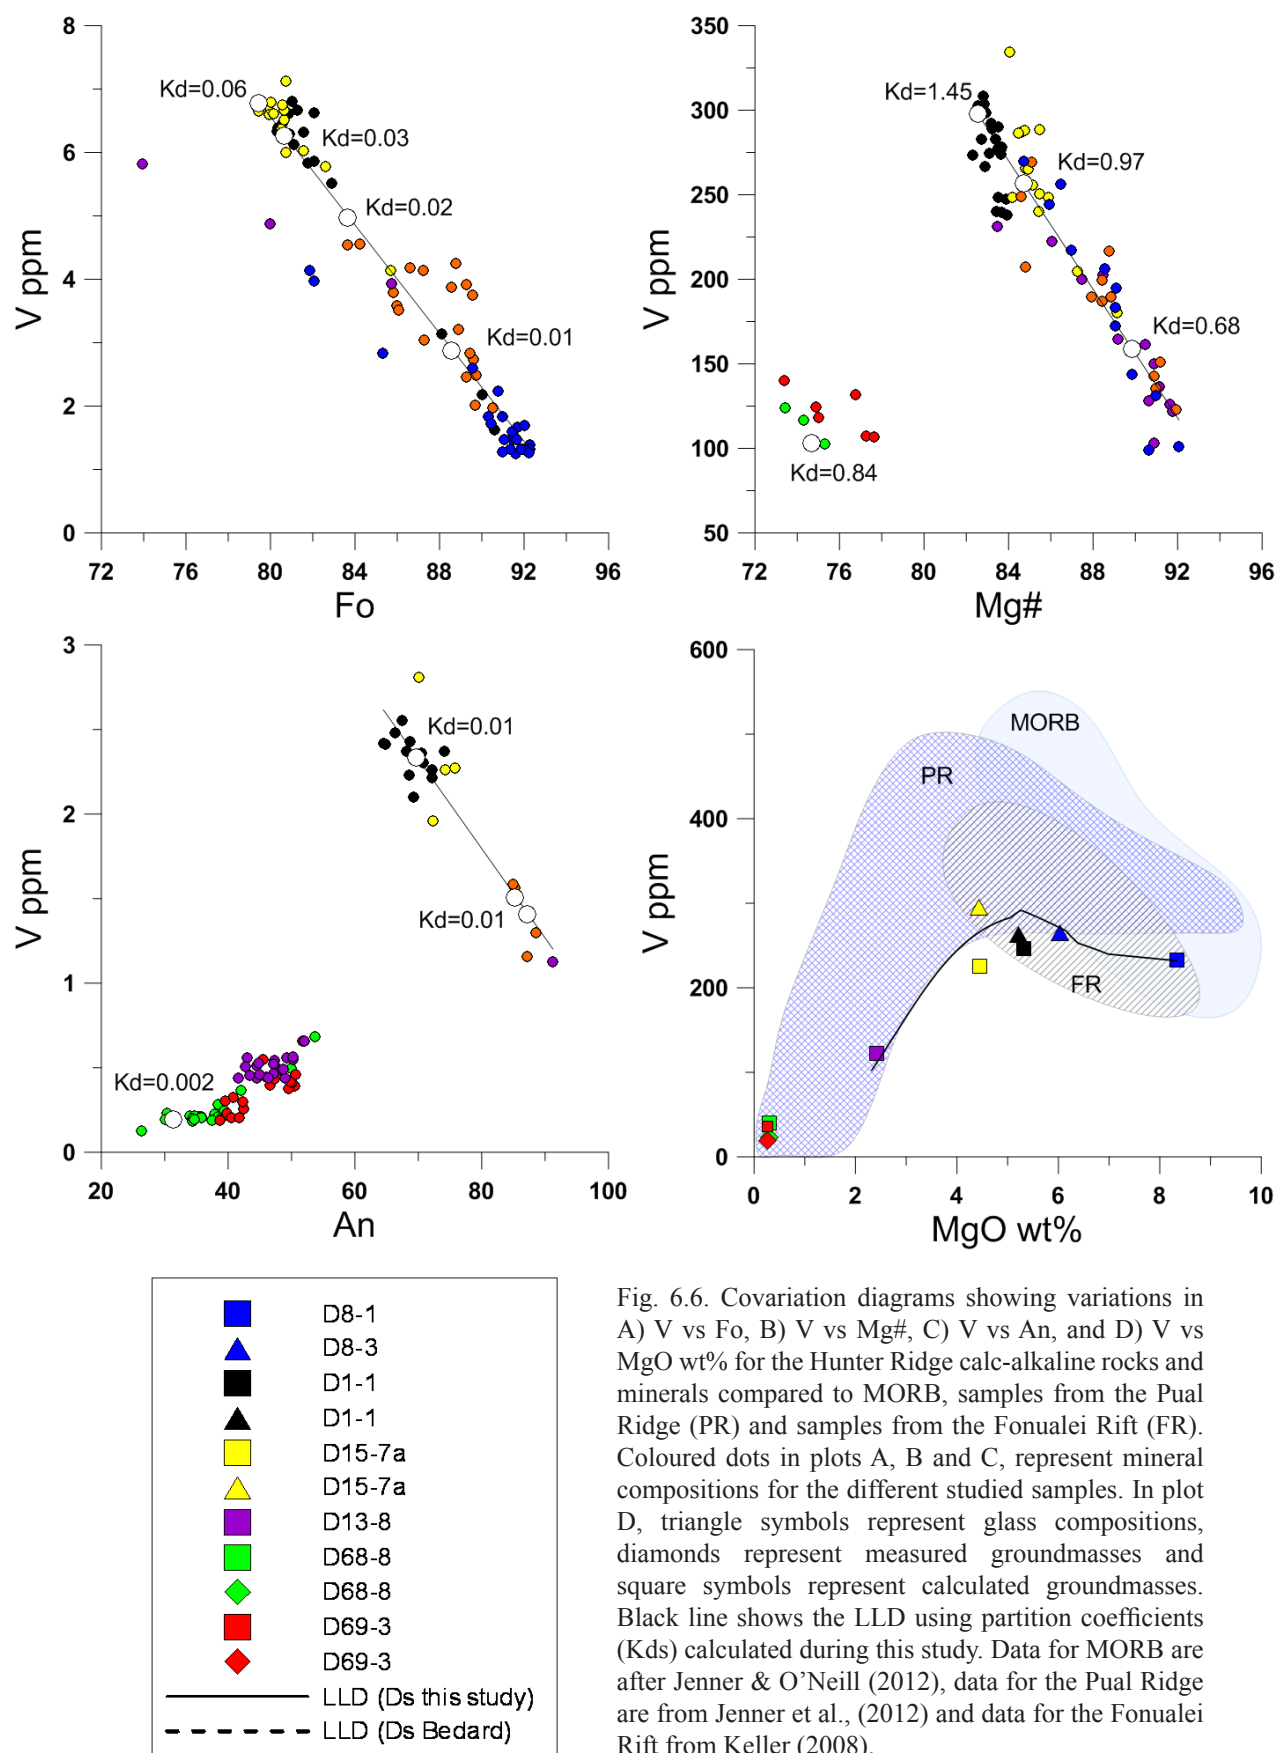 8
6
4
2
0
V ppm
72 76 80 84 88 92 96
Fo
Kd=0.06
Kd=0.03
Kd=0.02
Kd=0.01
350
300
250
200
150
100
50
V ppm
72 76 80 84 88 92 96
Mg#
Kd=1.45
Kd=0.97
Kd=0.68
Kd=0.84
3
2
1
0
V ppm
20 40 60 80 100
An
Kd=0.01
Kd=0.01
Kd=0.002
600
400
200
0
V ppm
0 2 4 6 8 10
MgO wt%
MORB
PR
FR
D8-1
D8-3
D1-1
D1-1
D15-7a
D15-7a
D13-8
D68-8
D68-8
D69-3
D69-3
LLD (Ds this study)
LLD (Ds Bedard)
Fig. 6.6. Covariation diagrams showing variations in
A) V vs Fo, B) V vs Mg#, C) V vs An, and D) V vs
MgO wt% for the Hunter Ridge calc-alkaline rocks and
minerals compared to MORB, samples from the Pual
Ridge (PR) and samples from the Fonualei Rift (FR).
Coloured dots in plots A, B and C, represent mineral
compositions for the different studied samples. In plot
D, triangle symbols represent glass compositions,
diamonds represent measured groundmasses and
square symbols represent calculated groundmasses.
Black line shows the LLD using partition coefficients
(Kds) calculated during this study. Data for MORB are
after Jenner & O’Neill (2012), data for the Pual Ridge
are from Jenner et al., (2012) and data for the Fonualei
Rift from Keller (2008).